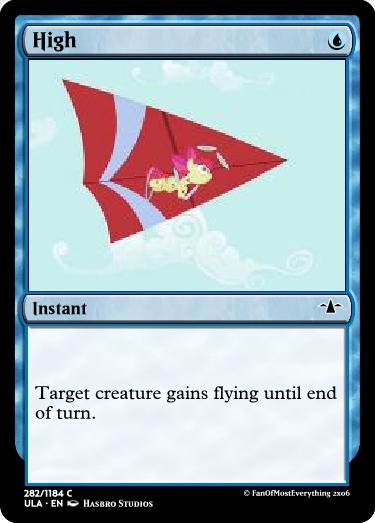 High
Instant
Target creature gains flying until end
of turn.
282/1184 C
ULA • EN Hasbro Studios
© FanOfMostEverything 2x06